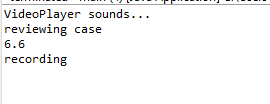 VideoPlayer sounds...
reviewing case
6.6
recording